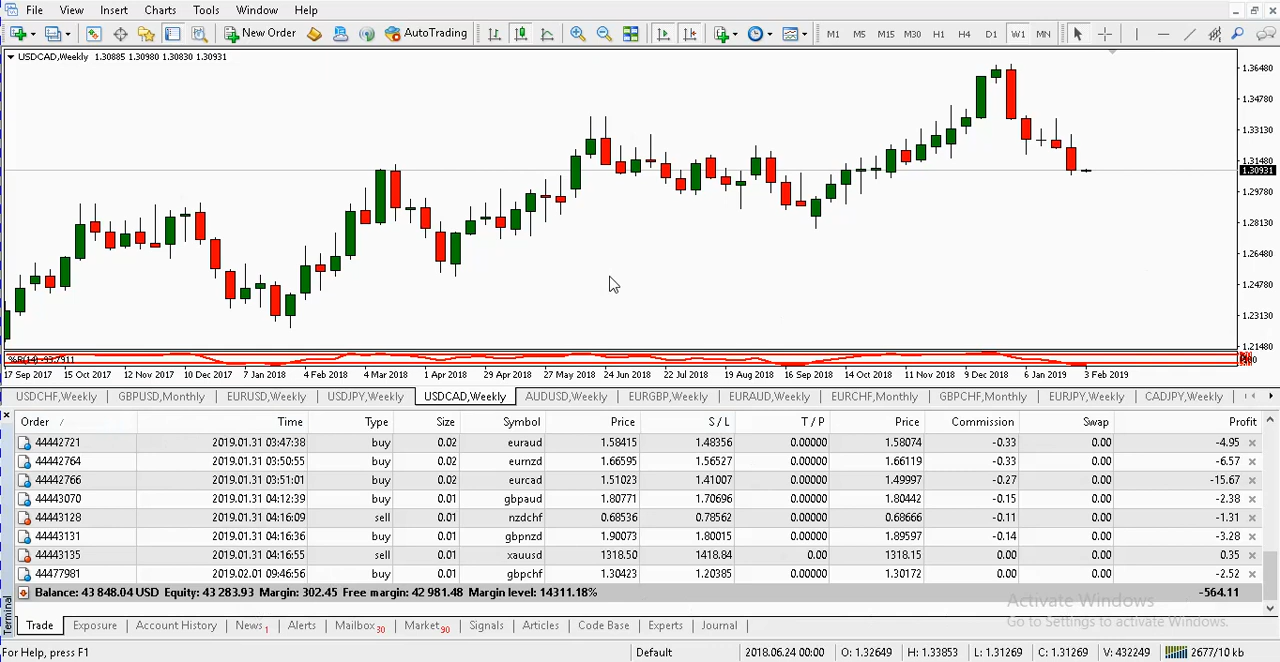 File View Insert Charts Tools Window Help
New Order AutoTrading M1 M5 M15 M30 H1 H4 D1 W1 MN
USDCAD,Weekly 1.30885 1.30980 1.30830 1.30931
1.36480
1.34780
1.33130
1.31480
1.30931
1.29780
1.28130
1.26480
1.24780
1.23130
1.21480
%R(14) -93.7911
17 Sep 2017 15 Oct 2017 12 Nov 2017 10 Dec 2017 7 Jan 2018 4 Feb 2018 4 Mar 2018 1 Apr 2018 29 Apr 2018 27 May 2018 24 Jun 2018 22 Jul 2018 19 Aug 2018 16 Sep 2018 14 Oct 2018 11 Nov 2018 9 Dec 2018 6 Jan 2019 3 Feb 2019
USDCHF,Weekly GBPUSD,Monthly EURUSD,Weekly USDJPY,Weekly USDCAD,Weekly AUDUSD,Weekly EURGBP,Weekly EURAUD,Weekly EURCHF,Monthly GBPCHF,Monthly EURJPY,Weekly CADJPY,Weekly
Order / Time Type Size Symbol Price S / L T / P Price Commission Swap Profit
44442721 2019.01.31 03:47:38 buy 0.02 euraud 1.58415 1.48356 0.00000 1.58074 -0.33 0.00 -4.95
44442764 2019.01.31 03:50:55 buy 0.02 eurnzd 1.66595 1.56527 0.00000 1.66119 -0.33 0.00 -6.57
44442766 2019.01.31 03:51:01 buy 0.02 eurcad 1.51023 1.41007 0.00000 1.49997 -0.27 0.00 -15.67
44443070 2019.01.31 04:12:39 buy 0.01 gbpaud 1.80771 1.70696 0.00000 1.80442 -0.15 0.00 -2.38
44443128 2019.01.31 04:16:09 sell 0.01 nzdchf 0.68536 0.78562 0.00000 0.68666 -0.11 0.00 -1.31
44443131 2019.01.31 04:16:36 buy 0.01 gbpnzd 1.90073 1.80015 0.00000 1.89597 -0.14 0.00 -3.28
44443135 2019.01.31 04:16:55 sell 0.01 xauusd 1318.50 1418.84 0.00 1318.15 0.00 0.00 0.35
44477981 2019.02.01 09:46:56 buy 0.01 gbpchf 1.30423 1.20385 0.00000 1.30172 0.00 0.00 -2.52
Balance: 43 848.04 USD Equity: 43 283.93 Margin: 302.45 Free margin: 42 981.48 Margin level: 14311.18% -564.11
Activate Windows
Go to Settings to activate Windows.
Terminal
Trade Exposure Account History News 1 Alerts Mailbox 30 Market 90 Signals Articles Code Base Experts Journal
For Help, press F1 Default 2018.06.24 00:00 O: 1.32649 H: 1.33853 L: 1.31269 C: 1.31269 V: 432249 2677/10 kb